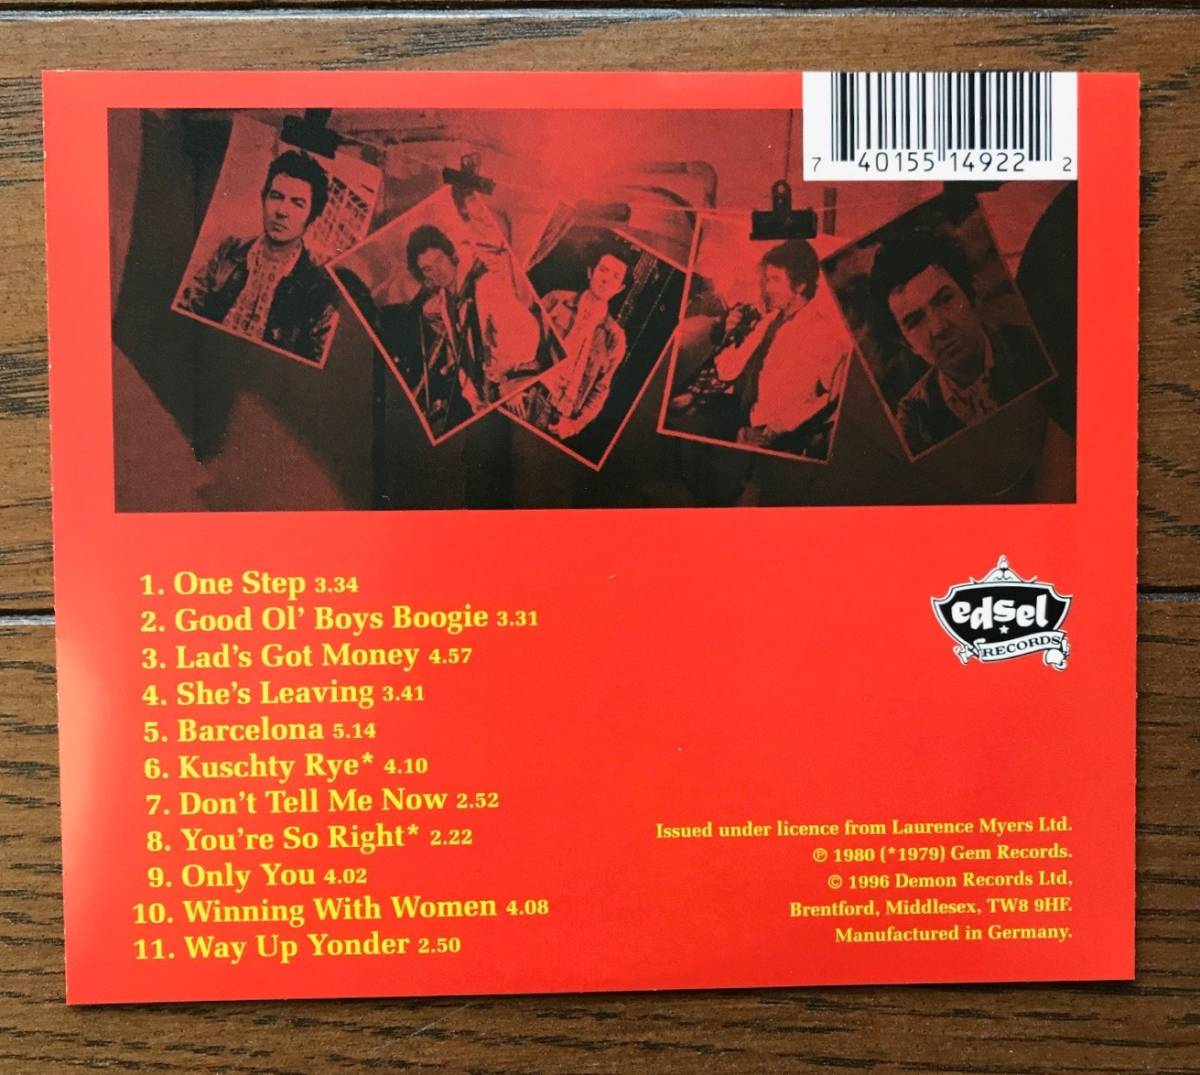 7 40155 14922 2
1. One Step 3.34
2. Good Ol' Boys Boogie 3.31
3. Lad's Got Money 4.57
4. She's Leaving 3.41
5. Barcelona 5.14
6. Kuschty Rye* 4.10
7. Don't Tell Me Now 2.52
8. You're So Right* 2.22
9. Only You 4.02
10. Winning With Women 4.08
11. Way Up Yonder 2.50
edsel
RECORDS
Issued under licence from Laurence Myers Ltd.
℗ 1980 (*1979) Gem Records.
© 1996 Demon Records Ltd,
Brentford, Middlesex, TW8 9HF.
Manufactured in Germany.